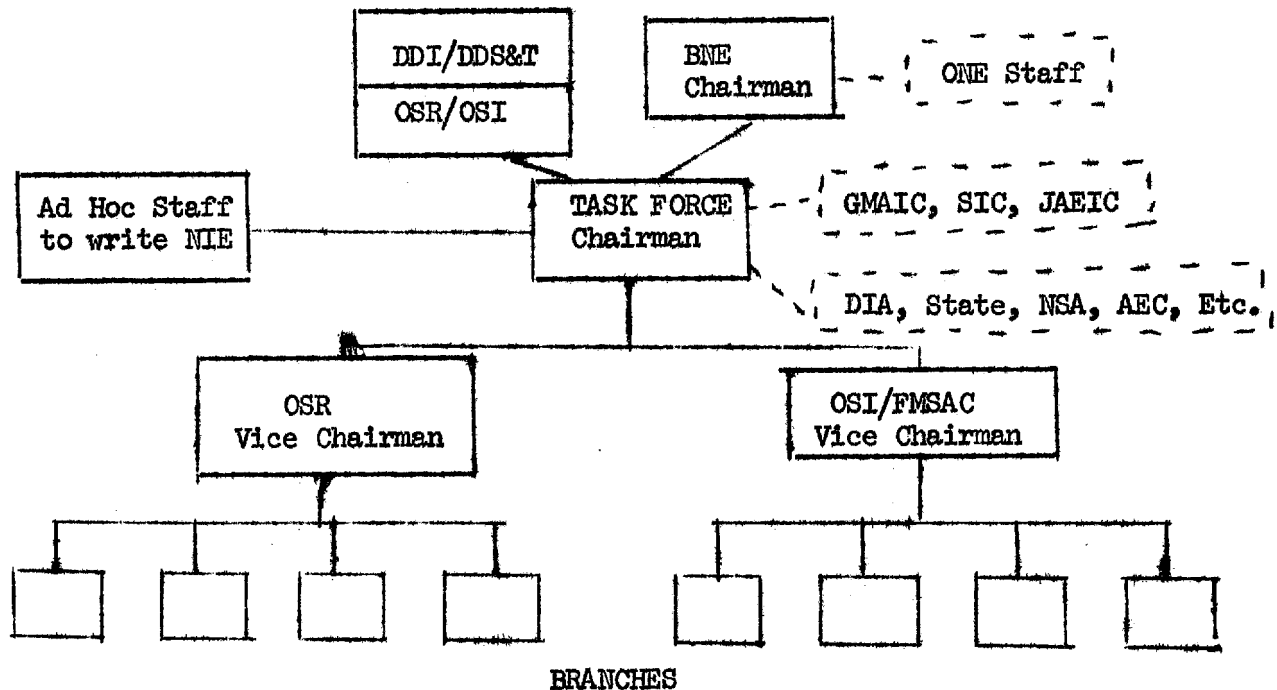 DDI/DDS&T
OSR/OSI
BNE
Chairman
ONE Staff
Ad Hoc Staff
to write NIE
TASK FORCE
Chairman
GMAIC, SIC, JAEIC
DIA, State, NSA, AEC, Etc.
OSR
Vice Chairman
OSI/FMSAC
Vice Chairman
BRANCHES